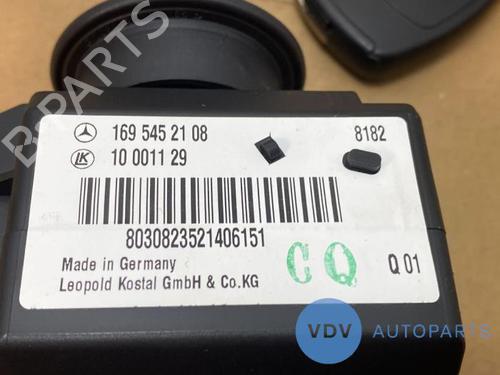 B-PARTS
169 545 21 08
8182
LK
10 0011 29
8030823521406151
Made in Germany
Leopold Kostal GmbH & Co.KG
CQ
Q 01
VDV AUTOPARTS